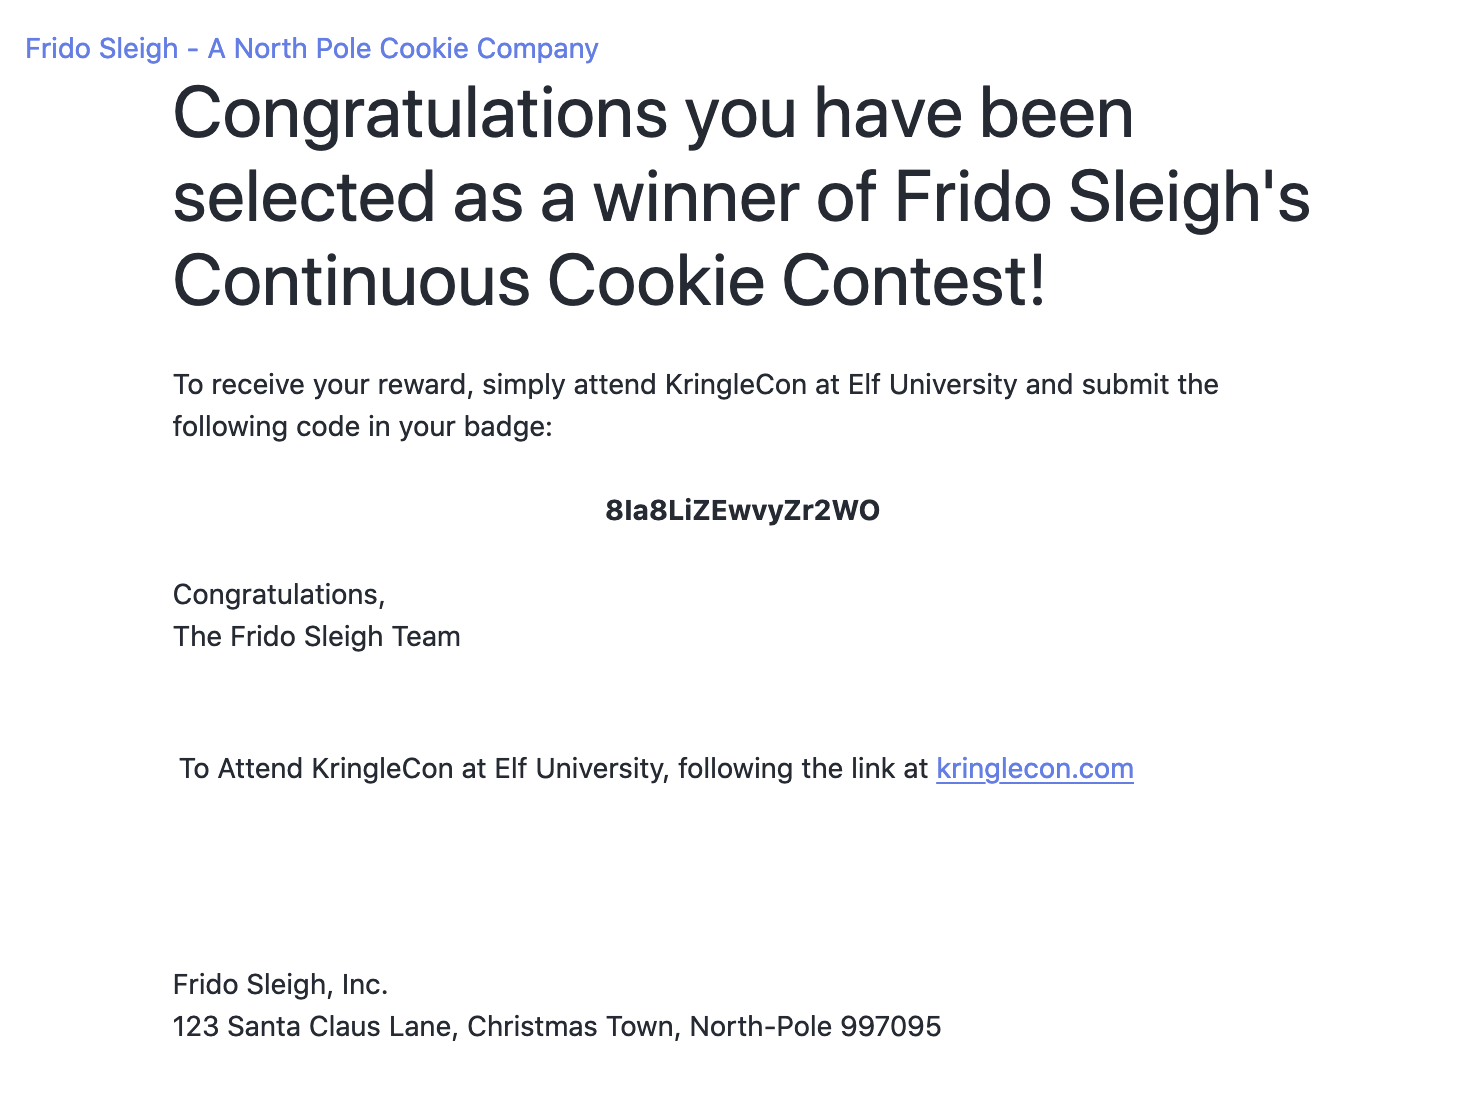 Frido Sleigh - A North Pole Cookie Company
Congratulations you have been
selected as a winner of Frido Sleigh's
Continuous Cookie Contest!
To receive your reward, simply attend KringleCon at Elf University and submit the
following code in your badge:
8Ia8LiZEwvyZr2WO
Congratulations,
The Frido Sleigh Team
To Attend KringleCon at Elf University, following the link at kringlecon.com
Frido Sleigh, Inc.
123 Santa Claus Lane, Christmas Town, North-Pole 997095